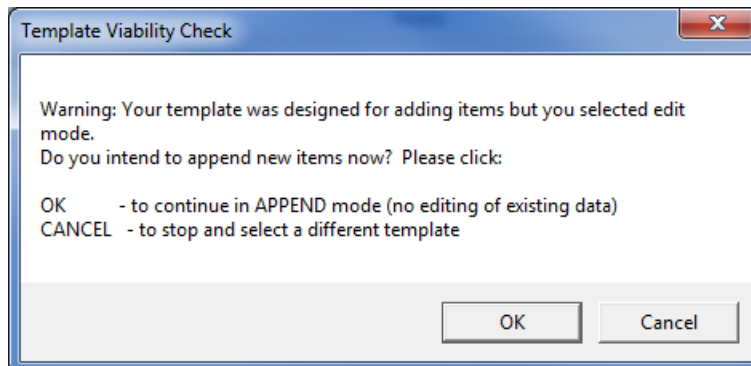 Template Viability Check
X
Warning: Your template was designed for adding items but you selected edit
mode.
Do you intend to append new items now?  Please click:
OK - to continue in APPEND mode (no editing of existing data)
CANCEL - to stop and select a different template
OK Cancel